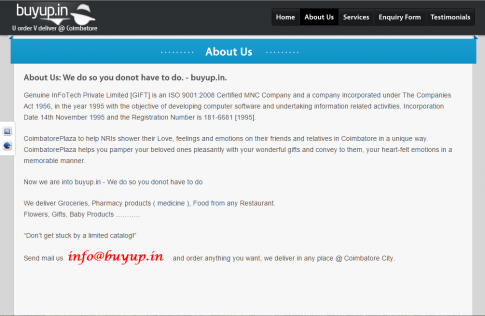 buyup.in
U order V deliver @ Coimbatore
Home About Us Services Enquiry Form Testimonials
About Us
About Us: We do so you donot have to do. - buyup.in.
Genuine InFoTech Private Limited [GIFT] is an ISO 9001:2008 Certified MNC Company and a company incorporated under The Companies
Act 1956, in the year 1995 with the objective of developing computer software and undertaking information related activities. Incorporation
Date 14th November 1995 and the Registration Number is 181-6681 [1995].
CoimbatorePlaza to help NRIs shower their Love, feelings and emotions on their friends and relatives in Coimbatore in a unique way.
CoimbatorePlaza helps you pamper your beloved ones pleasantly with your wonderful gifts and convey to them, your heart-felt emotions in a
memorable manner.
Now we are into buyup.in - We do so you donot have to do
We deliver Groceries, Pharmacy products ( medicine ), Food from any Restaurant.
Flowers, Gifts, Baby Products ............
"Don't get stuck by a limited catalog!"
Send mail us info@buyup.in and order anything you want, we deliver in any place @ Coimbatore City.